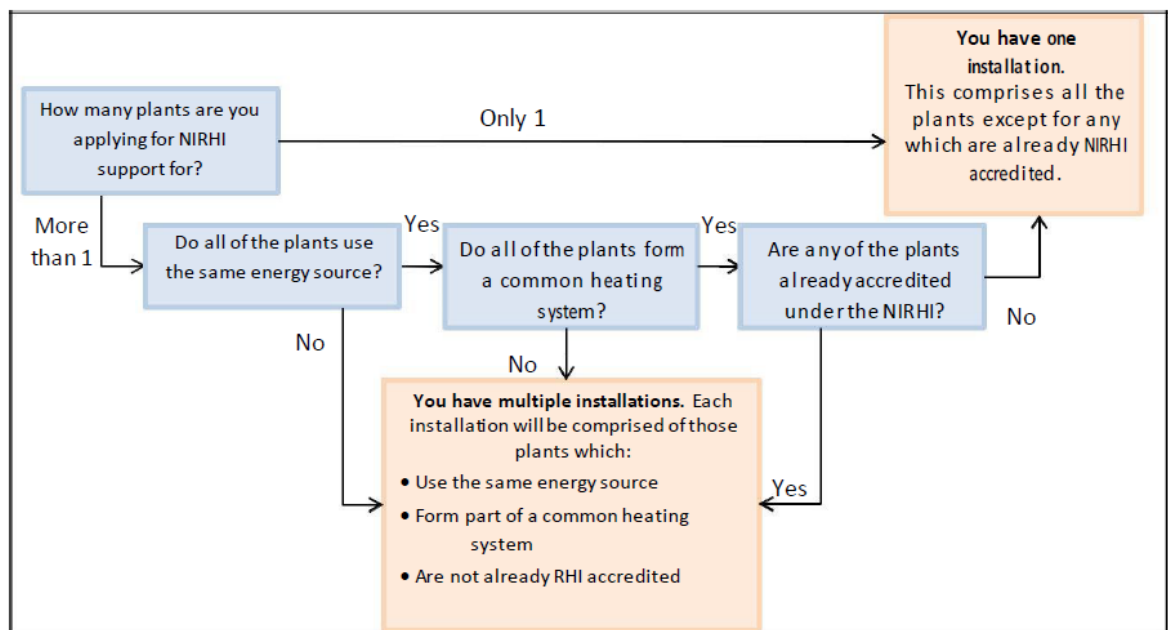 You have one
installation.
This comprises all the
plants except for any
which are already NIRHI
accredited.
How many plants are you
applying for NIRHI
support for?
Only 1
More
than 1
Do all of the plants use
the same energy source?
Yes
Do all of the plants form
a common heating
system?
Yes
Are any of the plants
already accredited
under the NIRHI?
No
No
No
You have multiple installations. Each
installation will be comprised of those
plants which:
• Use the same energy source
• Form part of a common heating
system
• Are not already RHI accredited
Yes